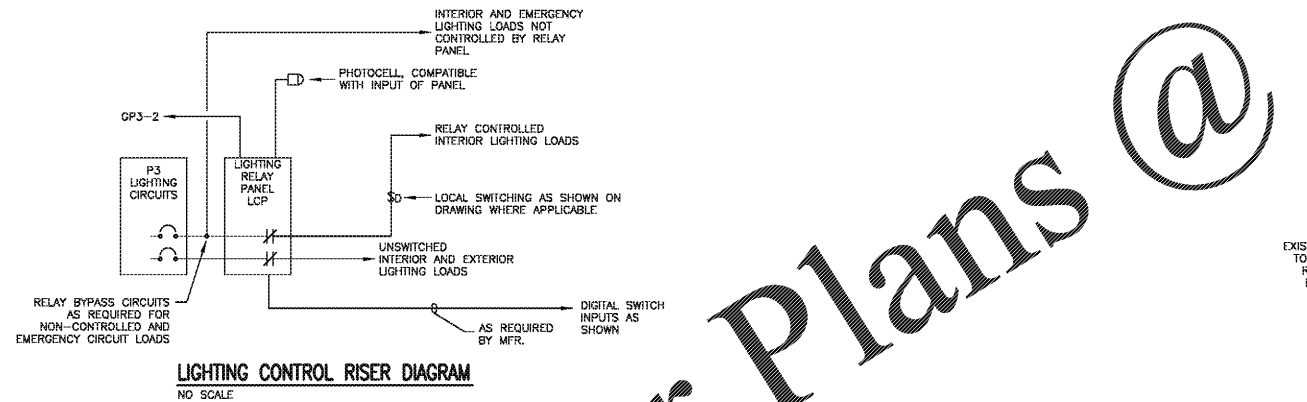 INTERIOR AND EMERGENCY
LIGHTING LOADS NOT
CONTROLLED BY RELAY
PANEL
PHOTOCELL, COMPATIBLE
WITH INPUT OF PANEL
GP3-2
RELAY CONTROLLED
INTERIOR LIGHTING LOADS
P3
LIGHTING
CIRCUITS
LIGHTING
RELAY
PANEL
LCP
LOCAL SWITCHING AS SHOWN ON
DRAWING WHERE APPLICABLE
UNSWITCHED
INTERIOR AND EXTERIOR
LIGHTING LOADS
RELAY BYPASS CIRCUITS
AS REQUIRED FOR
NON-CONTROLLED AND
EMERGENCY CIRCUIT LOADS
AS REQUIRED
BY MFR.
DIGITAL SWITCH
INPUTS AS
SHOWN
LIGHTING CONTROL RISER DIAGRAM
NO SCALE
Plans @
EXIS
TO